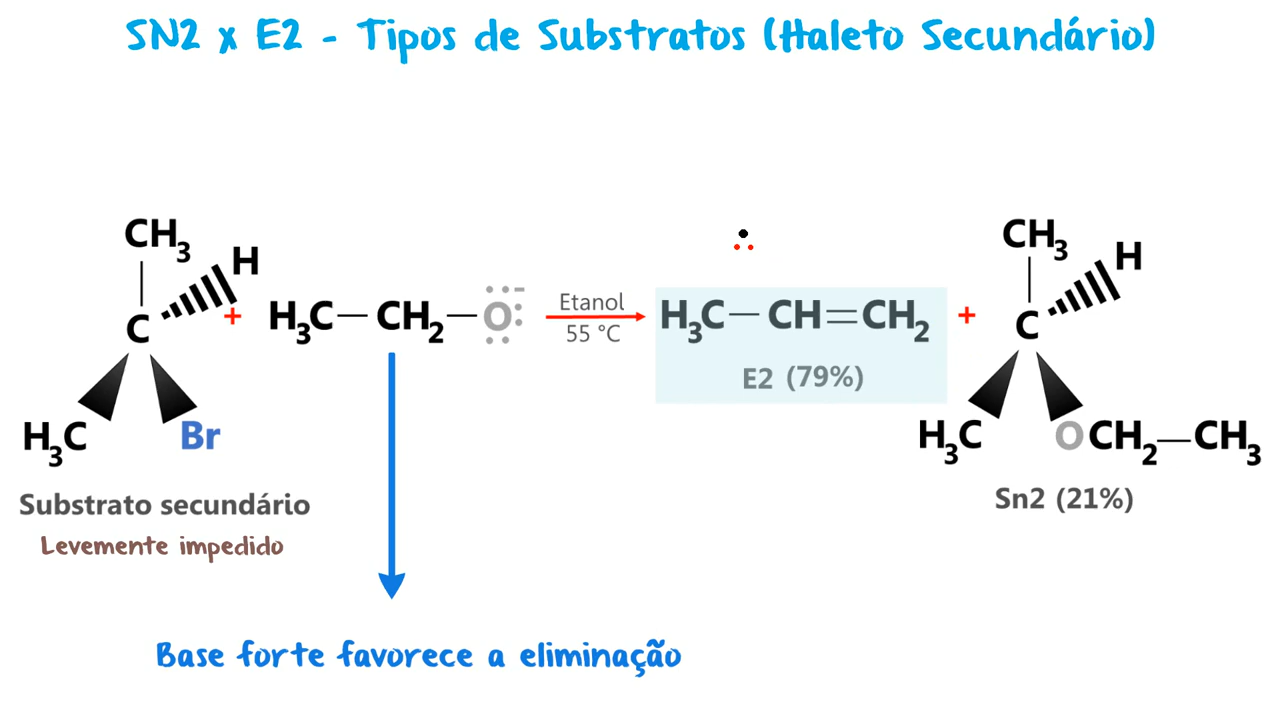 SN2 x E2 - Tipos de Substratos (Haleto Secundário)
CH3
H
C
H3C
Br
+
H3C—CH2—O:-
Etanol
55 °C
H3C—CH=CH2
E2 (79%)
+
CH3
H
C
H3C
OCH2—CH3
Substrato secundário
Levemente impedido
Sn2 (21%)
Base forte favorece a eliminação